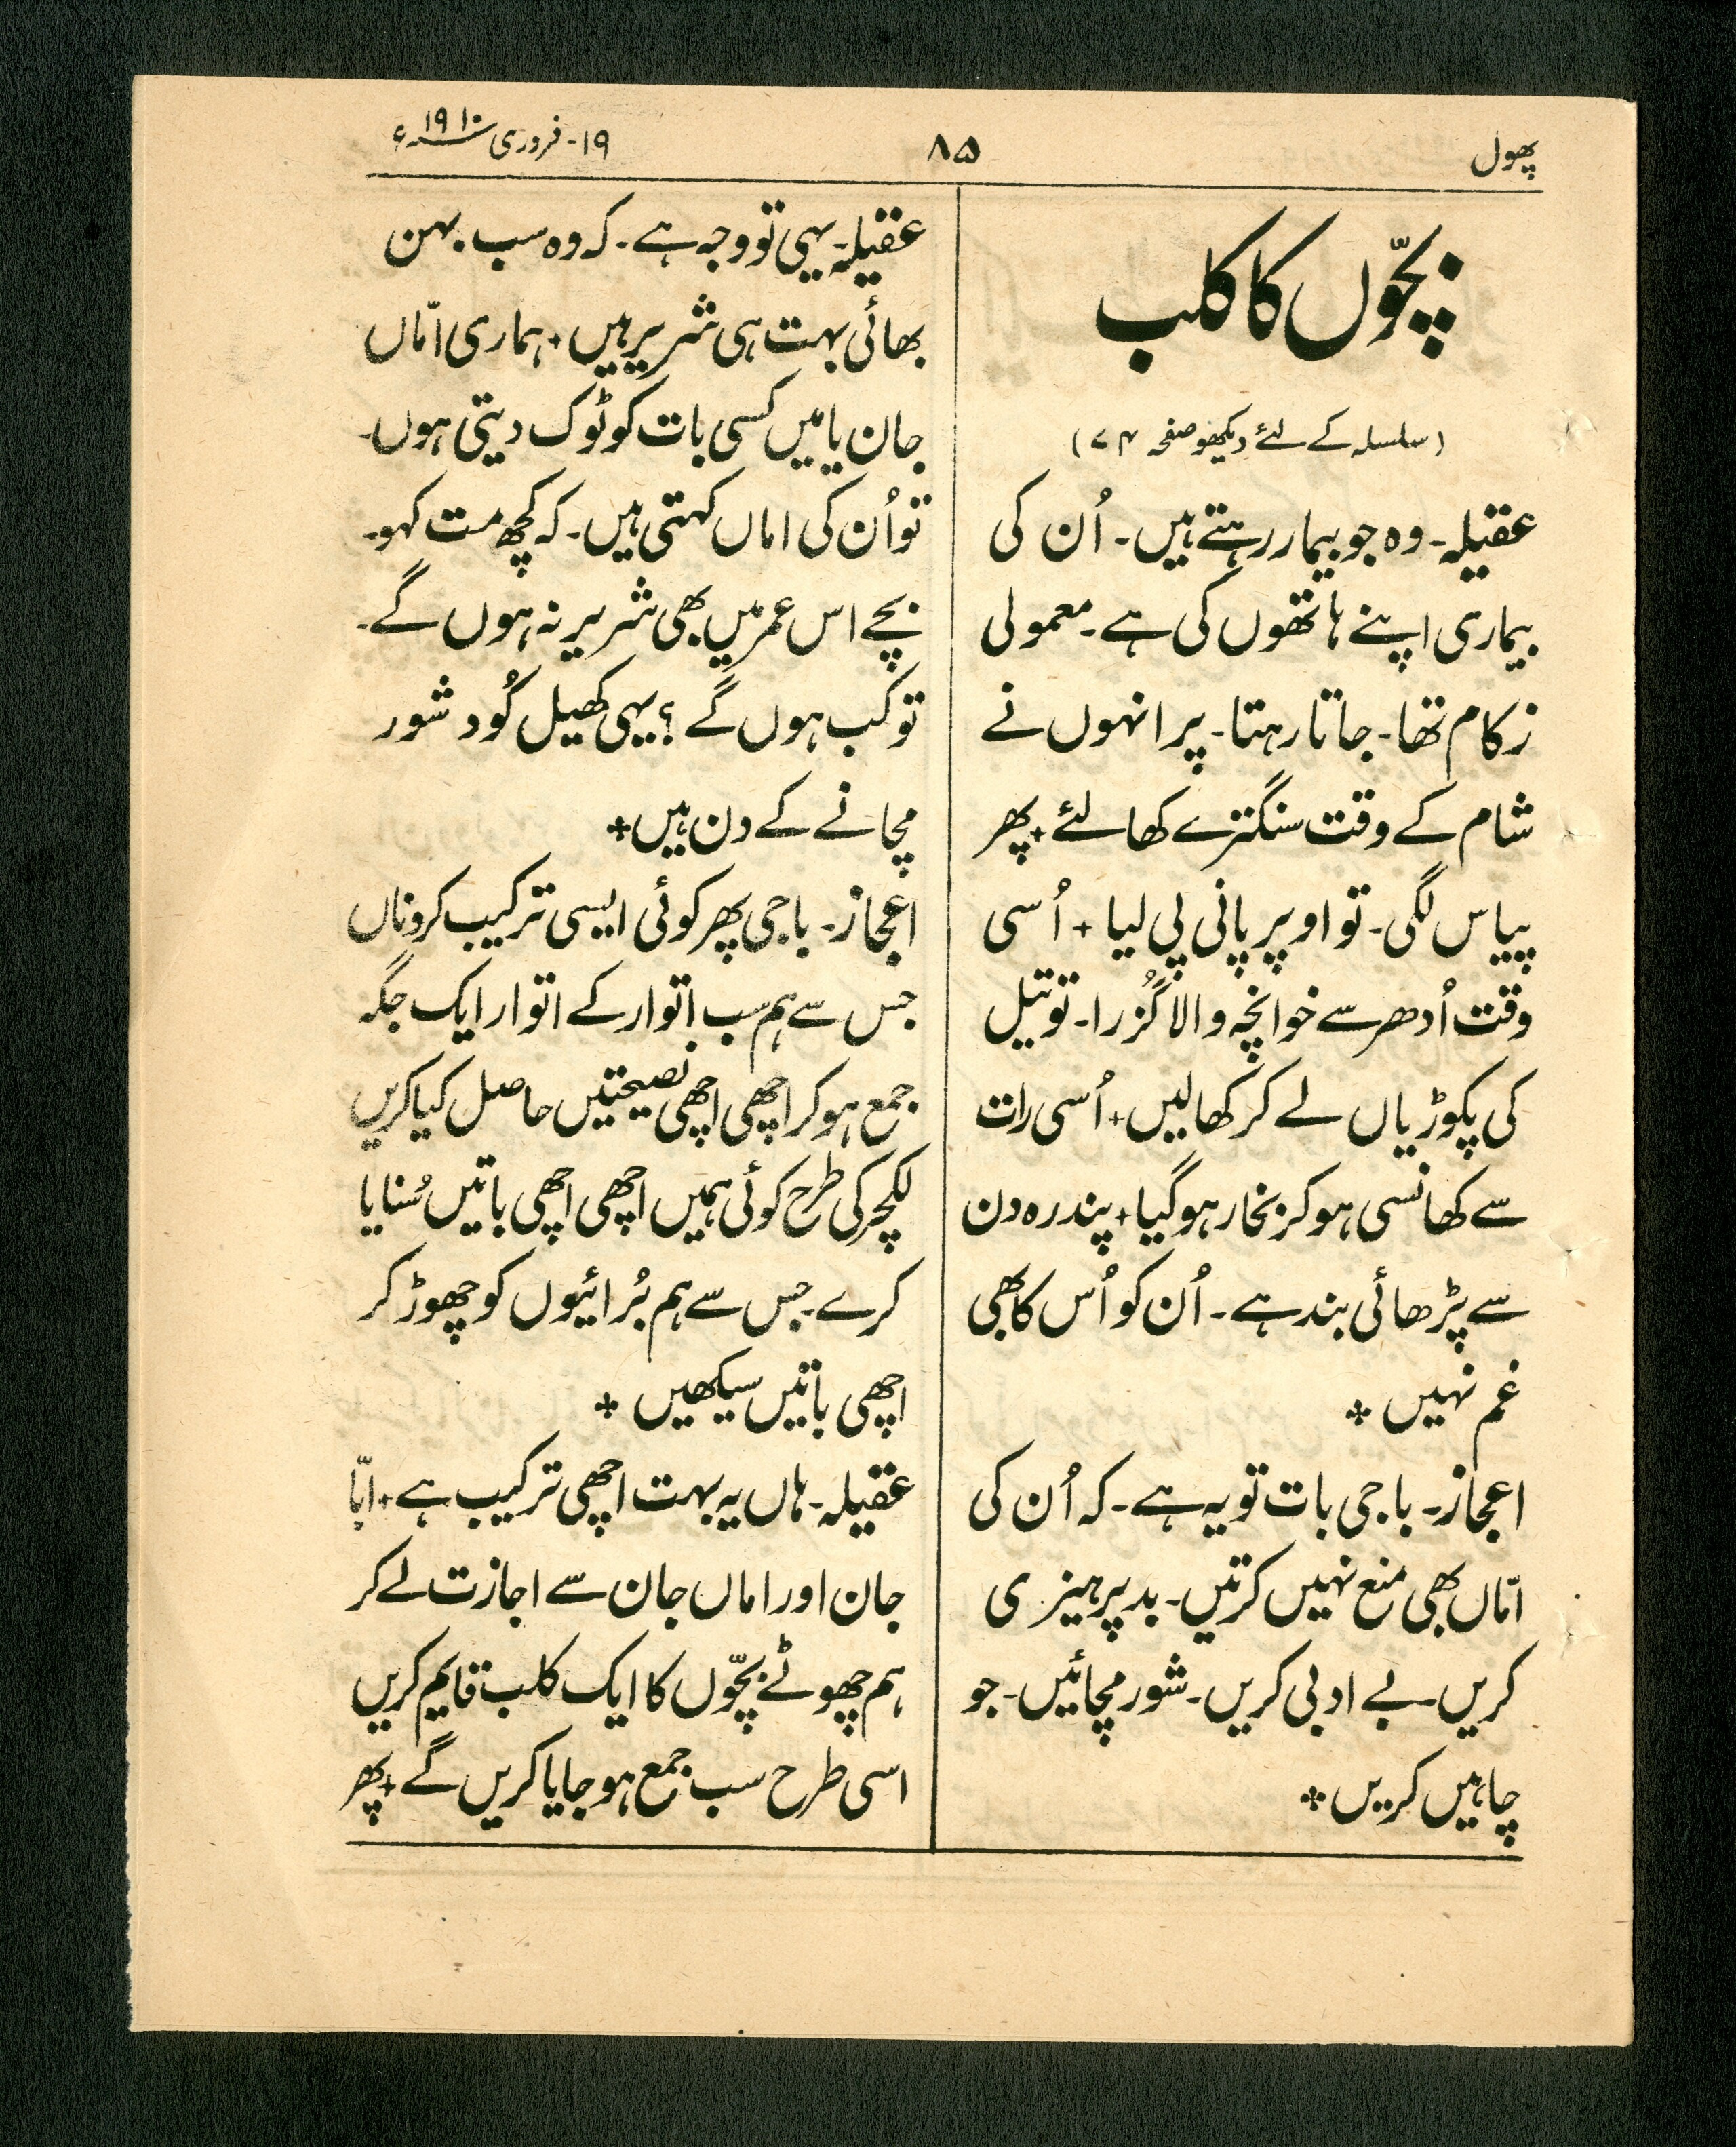 پھول
۸۵
۱۹- فروری ۱۹۱۰ء
بچّوں کا کلب
(سلسلہ کے لئے دیکھو صفحہ ۷۴)
عقیلہ۔ وہ جو بیمار رہتے ہیں۔ اُن کی
بیماری اپنے ہاتھوں کی ہے۔ معمولی
زکام تھا۔ جاتا رہتا۔ پر انہوں نے
شام کے وقت سنگترے کھا لئے + پھر
پیاس لگی۔ تو اوپر پانی پی لیا + اُسی
وقت اُدھر سے خوانچہ والا گُزرا۔ تو تیل
کی پکوڑیاں لے کر کھالیں + اُسی رات
سے کھانسی ہو کر بخار ہو گیا + پندرہ دن
سے پڑھائی بند ہے۔ اُن کو اُس کا بھی
غم نہیں ⁜
اعجاز۔ باجی بات تو یہ ہے۔ کہ اُن کی
امّاں بھی منع نہیں کرتیں۔ بد پرہیزی
کریں بے ادبی کریں۔ شور مچائیں۔ جو
چاہیں کریں ⁜
عقیلہ۔ یہی تو وجہ ہے۔ کہ وہ سب بہن
بھائی بہت ہی شریر ہیں + ہماری امّاں
جان یا میں کسی بات کو ٹوک دیتی ہوں۔
تو اُن کی اماں کہتی ہیں۔ کہ کچھ مت کہو۔
بچے اس عمر میں بھی شریر نہ ہوں گے۔
تو کب ہوں گے ؟ یہی کھیل کُود شور
مچانے کے دن ہیں ⁜
اعجاز۔ باجی پھر کوئی ایسی ترکیب کرو ناں
جس سے ہم سب اتوار کے اتوار ایک جگہ
جمع ہو کر اچھی اچھی نصیحتیں حاصل کیا کریں
لکچر کی طرح کوئی ہمیں اچھی اچھی باتیں سُنایا
کرے۔ جس سے ہم بُرائیوں کو چھوڑ کر
اچھی باتیں سیکھیں ⁜
عقیلہ۔ ہاں یہ بہت اچھی ترکیب ہے + ابّا
جان اور اماں جان سے اجازت لے کر
ہم چھوٹے بچّوں کا ایک کلب قایم کریں
اسی طرح سب جمع ہو جایا کریں گے + پھر